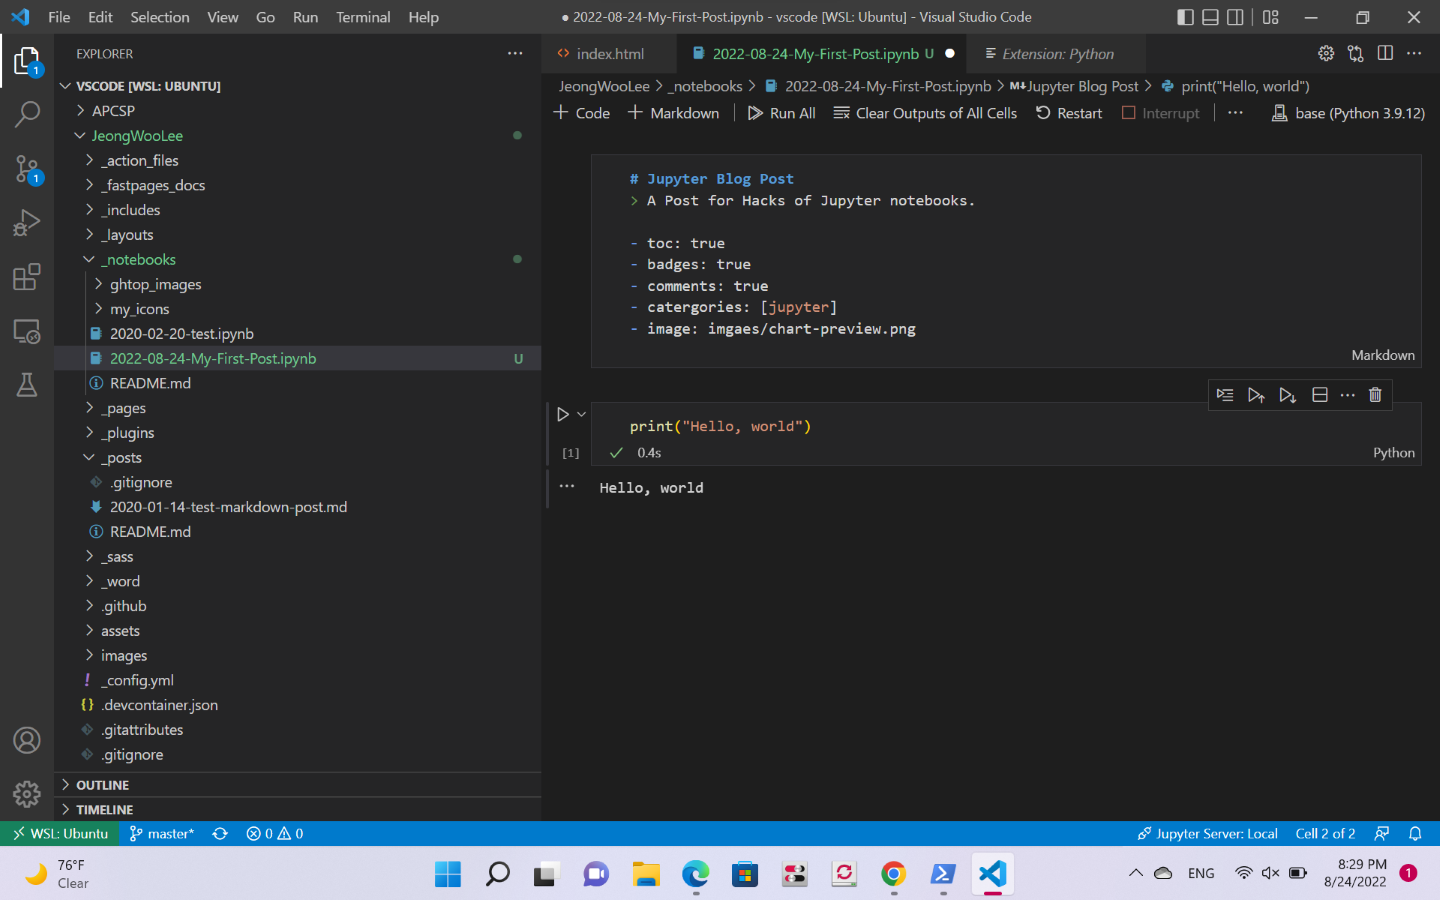 File Edit Selection View Go Run Terminal Help
● 2022-08-24-My-First-Post.ipynb - vscode [WSL: Ubuntu] - Visual Studio Code
EXPLORER
index.html
2022-08-24-My-First-Post.ipynb U
Extension: Python
1
VSCODE [WSL: UBUNTU]
JeongWooLee > _notebooks > 2022-08-24-My-First-Post.ipynb > M↓Jupyter Blog Post > print("Hello, world")
APCSP
+ Code + Markdown Run All Clear Outputs of All Cells Restart Interrupt ... base (Python 3.9.12)
JeongWooLee
_action_files
_fastpages_docs
1
_includes
_layouts
_notebooks
ghtop_images
my_icons
2020-02-20-test.ipynb
2022-08-24-My-First-Post.ipynb U
README.md
_pages
_plugins
_posts
.gitignore
2020-01-14-test-markdown-post.md
README.md
_sass
_word
.github
assets
images
! _config.yml
{} .devcontainer.json
.gitattributes
.gitignore
OUTLINE
TIMELINE
# Jupyter Blog Post
> A Post for Hacks of Jupyter notebooks.
- toc: true
- badges: true
- comments: true
- catergories: [jupyter]
- image: imgaes/chart-preview.png
Markdown
print("Hello, world")
[1] ✓ 0.4s
Python
... Hello, world
WSL: Ubuntu master* 0 0
Jupyter Server: Local Cell 2 of 2
76°F
Clear
ENG
8:29 PM
8/24/2022
1